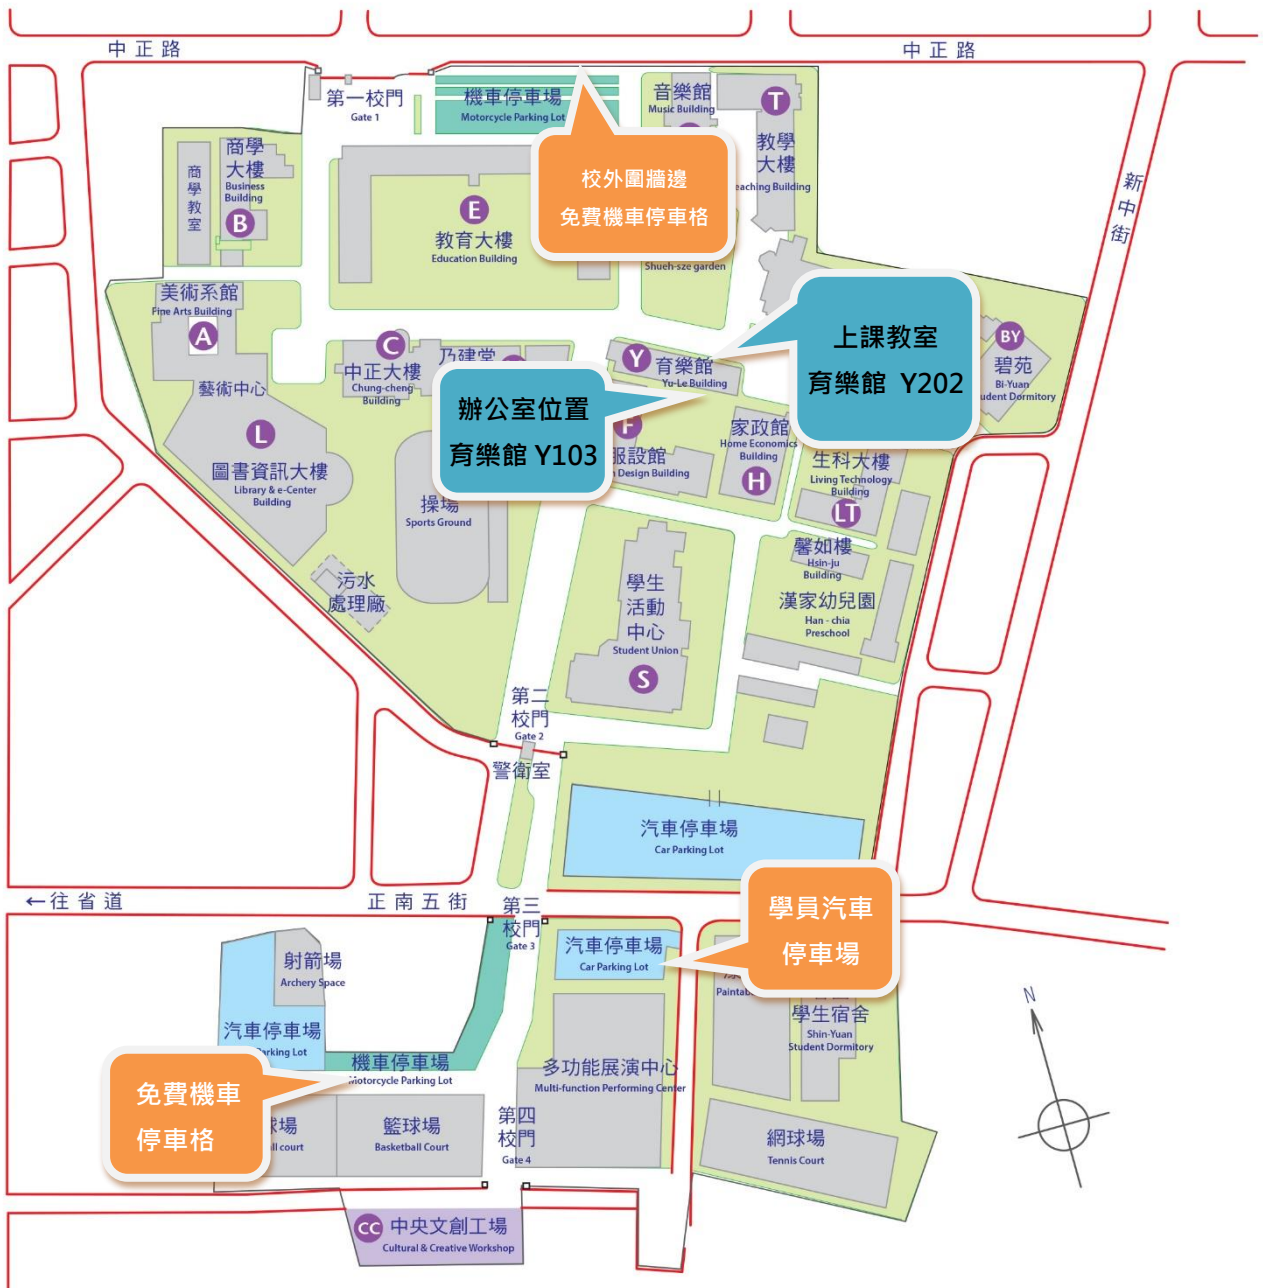 中正路
中正路
第一校門
Gate 1
機車停車場
Motorcycle Parking Lot
音樂館
Music Building
T
教學
大樓
eaching Building
校外圍牆邊
免費機車停車格
新中街
商學
大樓
Business
Building
B
商學教室
E
教育大樓
Education Building
Shueh-sze garden
美術系館
Fine Arts Building
A
藝術中心
C
中正大樓
Chung-cheng
Building
乃建堂
Y
育樂館
Yu-Le Building
上課教室
育樂館 Y202
BY
碧苑
Bi-Yuan
udent Dormitory
辦公室位置
育樂館 Y103
F
服設館
n Design Building
家政館
Home Economics
Building
H
生科大樓
Living Technology
Building
LT
L
圖書資訊大樓
Library & e-Center
Building
操場
Sports Ground
馨如樓
Hsin-ju
Building
漢家幼兒園
Han - chia
Preschool
污水
處理廠
學生
活動
中心
Student Union
S
第二
校門
Gate 2
警衛室
汽車停車場
Car Parking Lot
←往省道
正南五街
第三
校門
Gate 3
學員汽車
停車場
汽車停車場
Car Parking Lot
射箭場
Archery Space
汽車停車場
Parking Lot
機車停車場
Motorcycle Parking Lot
免費機車
停車格
Paintab
學生宿舍
Shin-Yuan
Student Dormitory
N
多功能展演中心
Multi-function Performing Center
球場
all court
籃球場
Basketball Court
第四
校門
Gate 4
網球場
Tennis Court
CC
中央文創工場
Cultural & Creative Workshop